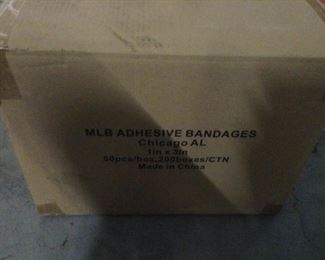 MLB ADHESIVE BANDAGES
Chicago AL
1in x 3in
50pcs/box,200boxes/CTN
Made in China